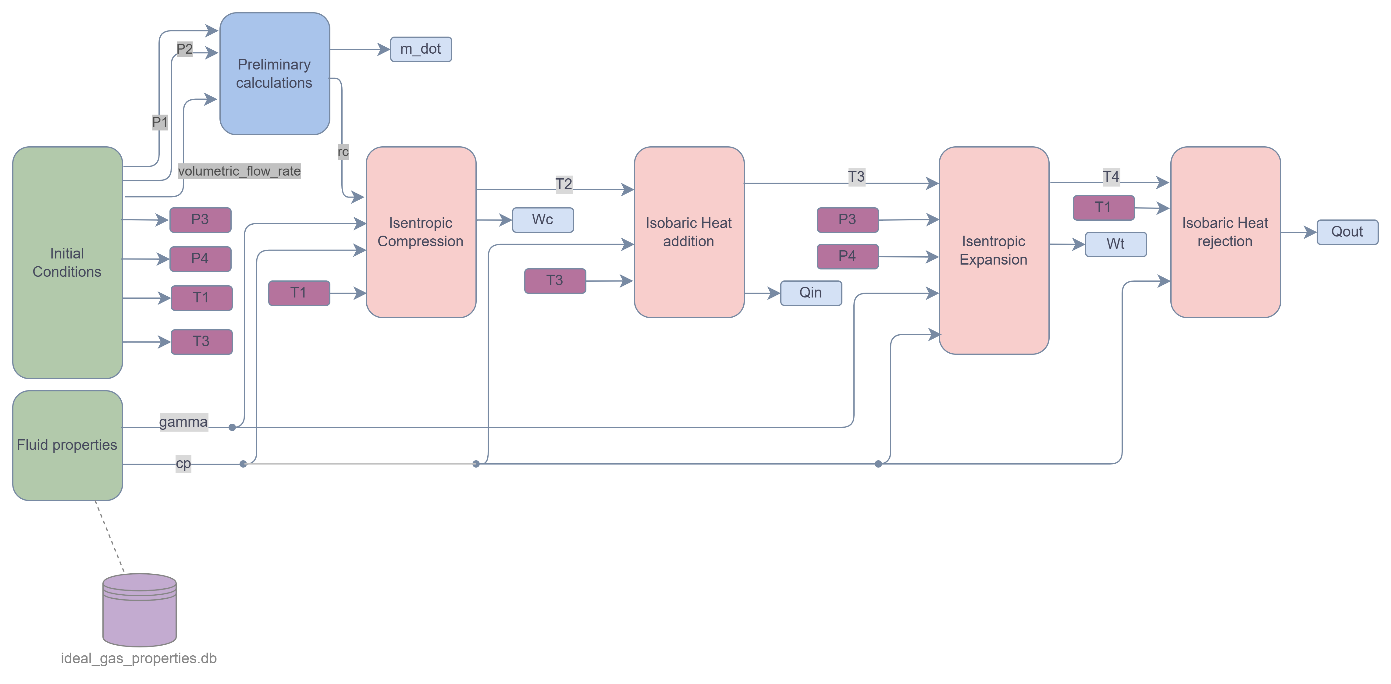 P2
Preliminary
calculations
m_dot
P1
rc
volumetric_flow_rate
Initial
Conditions
P3
P4
T1
T3
T1
Isentropic
Compression
T2
Wc
T3
Isobaric Heat
addition
Qin
T3
P3
P4
Isentropic
Expansion
T4
T1
Wt
Isobaric Heat
rejection
Qout
Fluid properties
gamma
cp
ideal_gas_properties.db